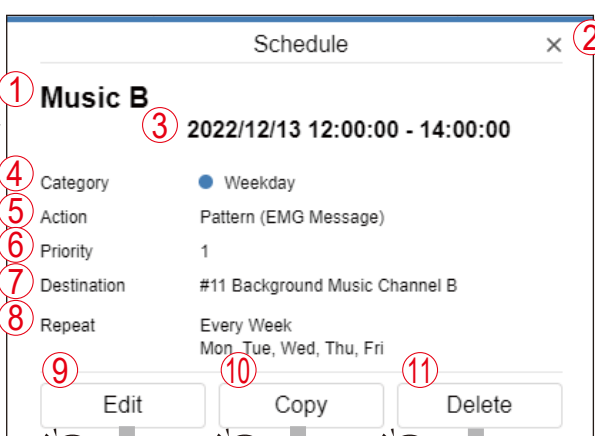 Schedule
×
②
① Music B
③ 2022/12/13 12:00:00 - 14:00:00
④ Category Weekday
⑤ Action Pattern (EMG Message)
⑥ Priority 1
⑦ Destination #11 Background Music Channel B
⑧ Repeat Every Week
Mon, Tue, Wed, Thu, Fri
⑨ ⑩ ⑪
Edit Copy Delete